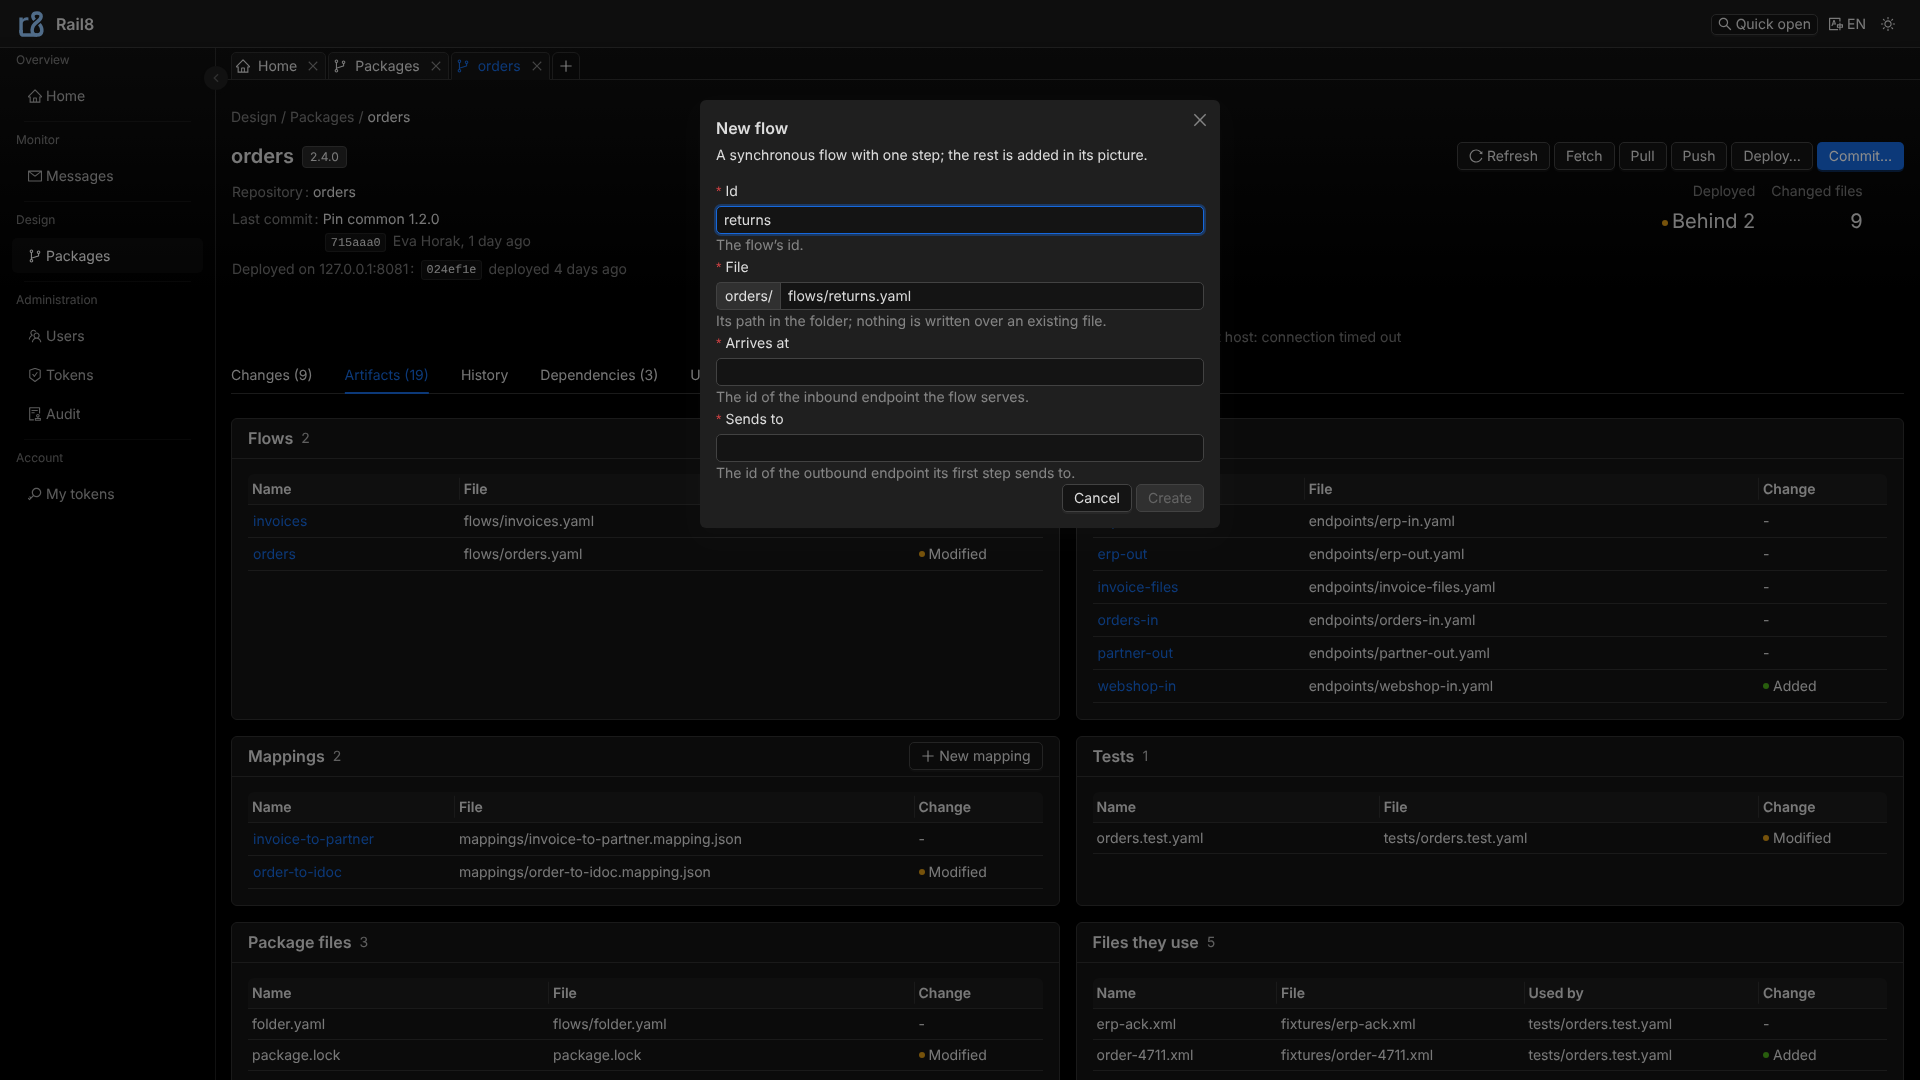 Rail8
Quick open
EN
Overview
Home
Monitor
Messages
Design
Packages
Administration
Users
Tokens
Audit
Account
My tokens
Home
Packages
orders
Design / Packages / orders
orders 2.4.0
Refresh
Fetch
Pull
Push
Deploy...
Commit...
Repository: orders
Last commit: Pin common 1.2.0
715aaa0 Eva Horak, 1 day ago
Deployed on 127.0.0.1:8081: 024ef1e deployed 4 days ago
Deployed
Behind 2
Changed files
9
host: connection timed out
Changes (9)
Artifacts (19)
History
Dependencies (3)
U
New flow
A synchronous flow with one step; the rest is added in its picture.
* Id
returns
The flow's id.
* File
orders/ flows/returns.yaml
Its path in the folder; nothing is written over an existing file.
* Arrives at
The id of the inbound endpoint the flow serves.
* Sends to
The id of the outbound endpoint its first step sends to.
Cancel
Create
Flows 2
Name File
invoices flows/invoices.yaml
orders flows/orders.yaml Modified
File Change
endpoints/erp-in.yaml -
erp-out endpoints/erp-out.yaml -
invoice-files endpoints/invoice-files.yaml -
orders-in endpoints/orders-in.yaml -
partner-out endpoints/partner-out.yaml -
webshop-in endpoints/webshop-in.yaml Added
Mappings 2
New mapping
Name File Change
invoice-to-partner mappings/invoice-to-partner.mapping.json -
order-to-idoc mappings/order-to-idoc.mapping.json Modified
Tests 1
Name File Change
orders.test.yaml tests/orders.test.yaml Modified
Package files 3
Name File Change
folder.yaml flows/folder.yaml -
package.lock package.lock Modified
Files they use 5
Name File Used by Change
erp-ack.xml fixtures/erp-ack.xml tests/orders.test.yaml -
order-4711.xml fixtures/order-4711.xml tests/orders.test.yaml Added